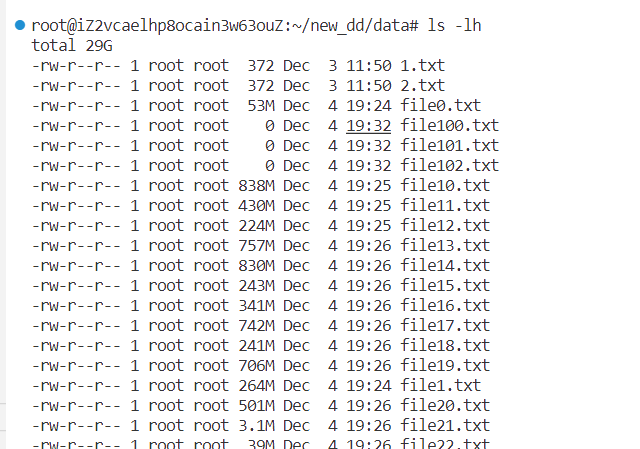 root@iZ2vcaelhp8ocain3w63ouZ:~/new_dd/data# ls -lh
total 29G
-rw-r--r-- 1 root root  372 Dec  3 11:50 1.txt
-rw-r--r-- 1 root root  372 Dec  3 11:50 2.txt
-rw-r--r-- 1 root root  53M Dec  4 19:24 file0.txt
-rw-r--r-- 1 root root    0 Dec  4 19:32 file100.txt
-rw-r--r-- 1 root root    0 Dec  4 19:32 file101.txt
-rw-r--r-- 1 root root    0 Dec  4 19:32 file102.txt
-rw-r--r-- 1 root root 838M Dec  4 19:25 file10.txt
-rw-r--r-- 1 root root 430M Dec  4 19:25 file11.txt
-rw-r--r-- 1 root root 224M Dec  4 19:25 file12.txt
-rw-r--r-- 1 root root 757M Dec  4 19:26 file13.txt
-rw-r--r-- 1 root root 830M Dec  4 19:26 file14.txt
-rw-r--r-- 1 root root 243M Dec  4 19:26 file15.txt
-rw-r--r-- 1 root root 341M Dec  4 19:26 file16.txt
-rw-r--r-- 1 root root 742M Dec  4 19:26 file17.txt
-rw-r--r-- 1 root root 241M Dec  4 19:26 file18.txt
-rw-r--r-- 1 root root 706M Dec  4 19:26 file19.txt
-rw-r--r-- 1 root root 264M Dec  4 19:24 file1.txt
-rw-r--r-- 1 root root 501M Dec  4 19:26 file20.txt
-rw-r--r-- 1 root root 3.1M Dec  4 19:26 file21.txt
-rw-r--r-- 1 root root  39M Dec  4 19:26 file22.txt